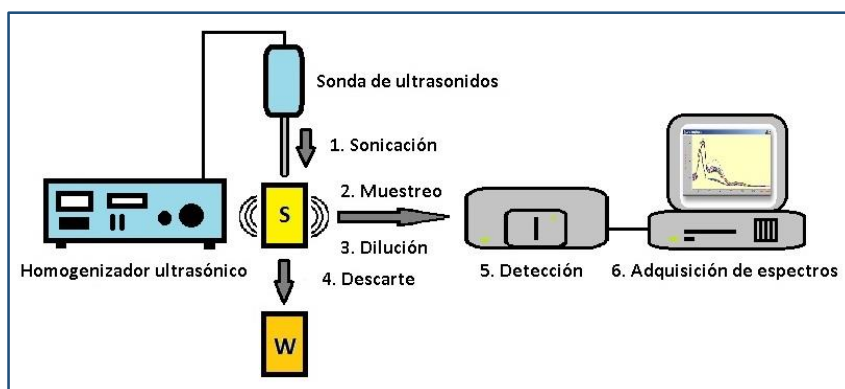 Sonda de ultrasonidos
1. Sonicación
2. Muestreo
S
3. Dilución
Homogenizador ultrasónico
4. Descarte
5. Detección
6. Adquisición de espectros
W